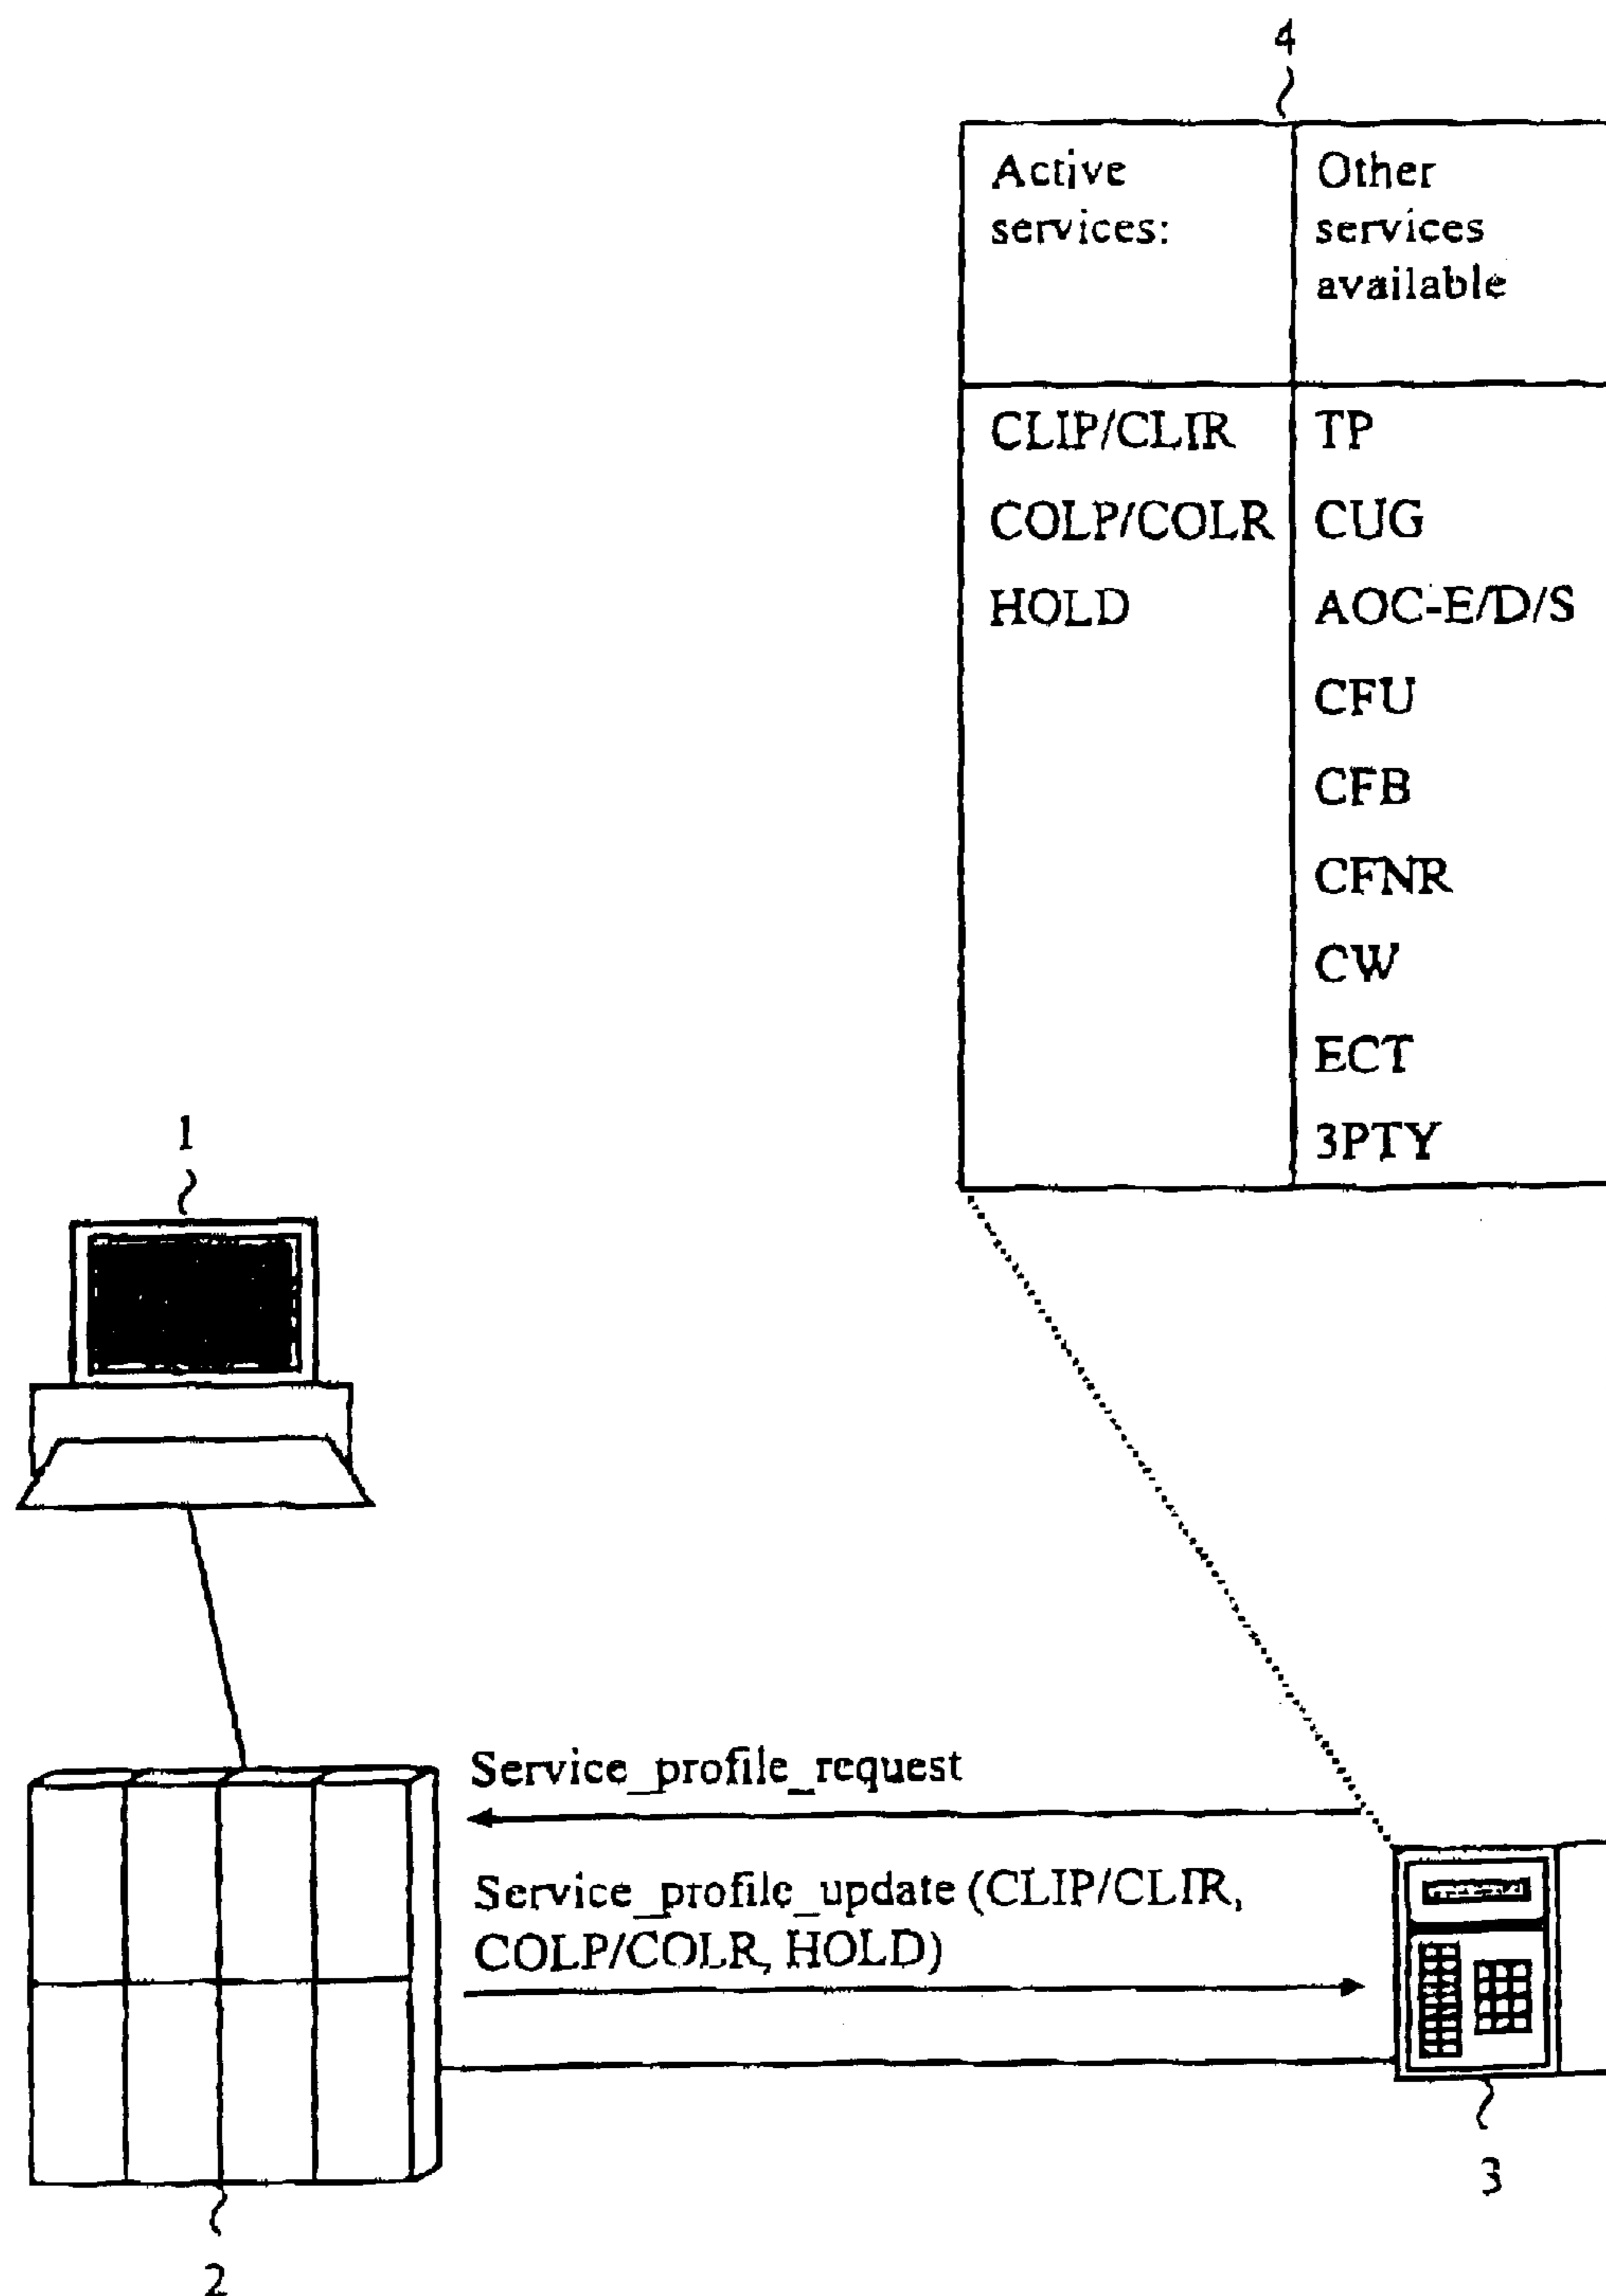 4
Active
services:
Other
services
available
CLIP/CLIR
TP
COLP/COLR
CUG
HOLD
AOC-E/D/S
CFU
CFB
CFNR
CW
ECT
3PTY
1
Service_profile_request
Service_profile_update (CLIP/CLIR,
COLP/COLR, HOLD)
3
2